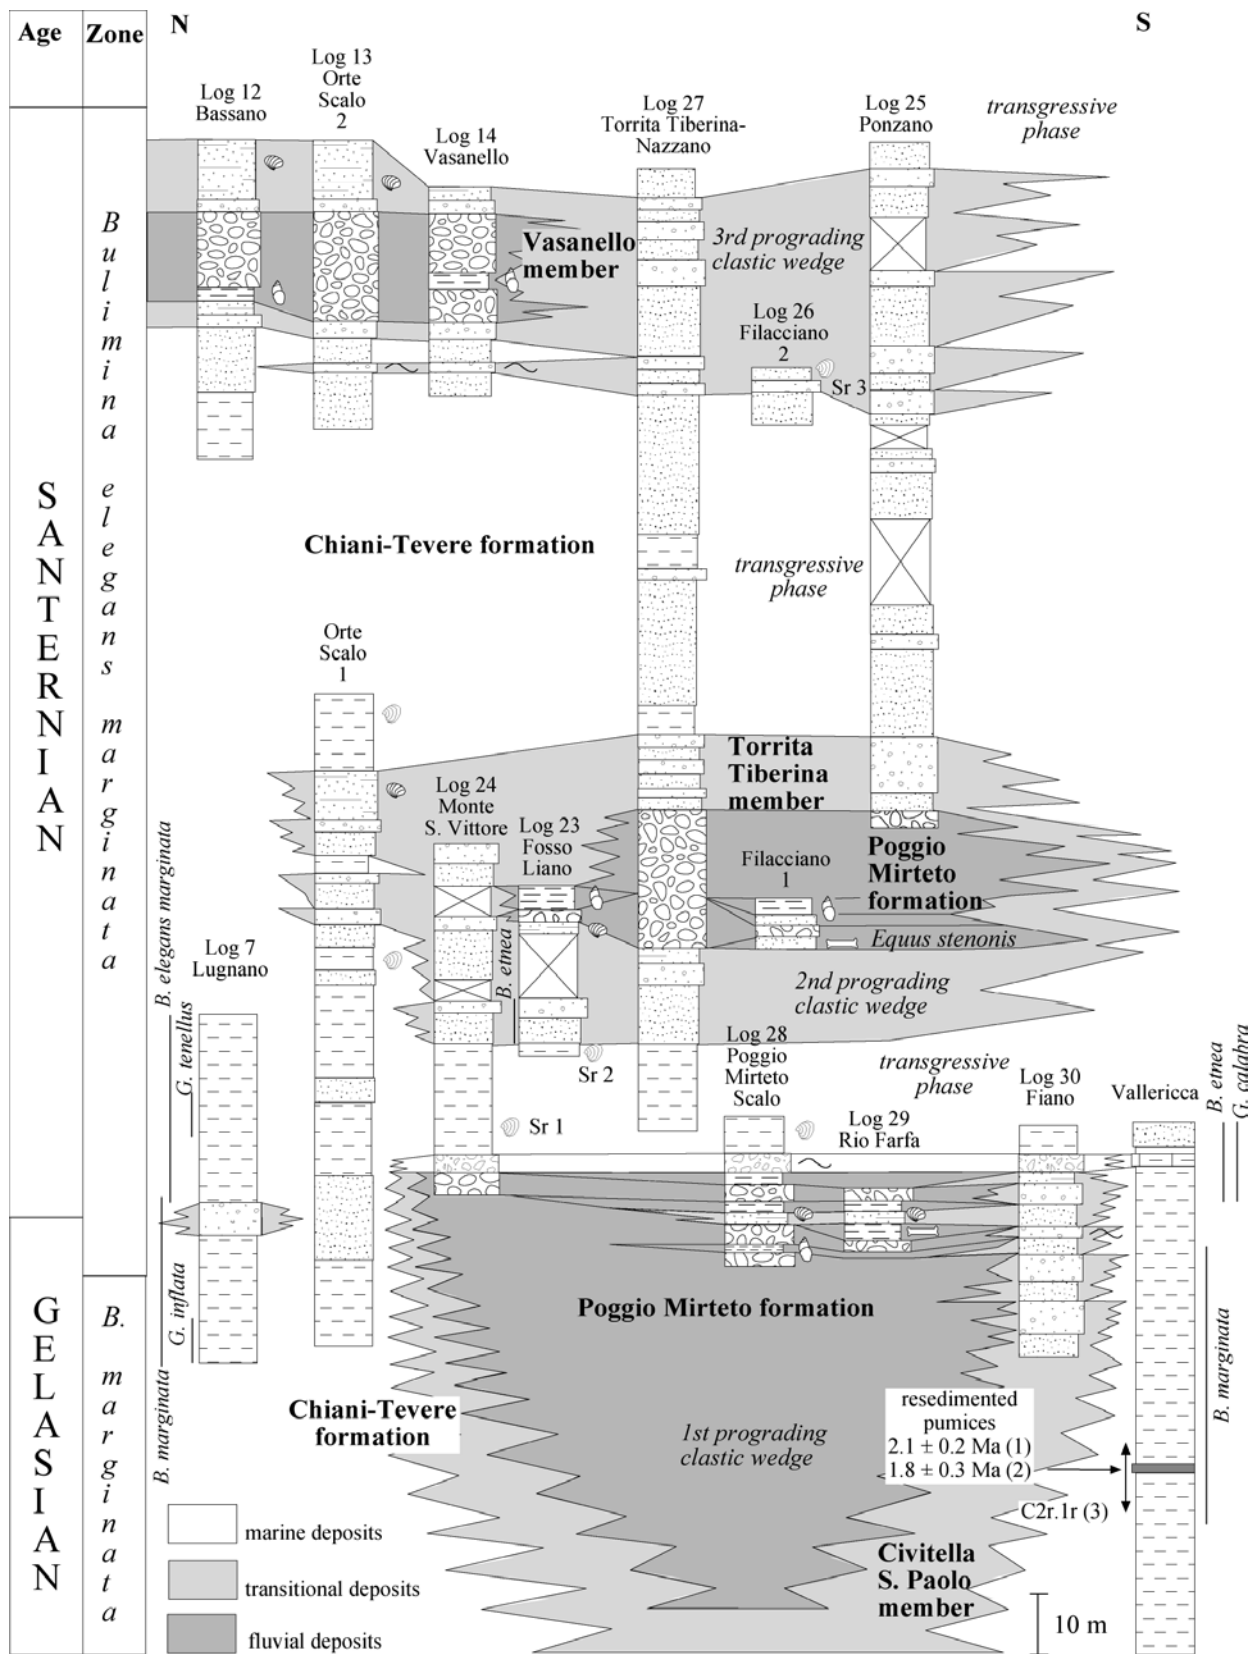 Age
Zone
N
S
Log 12
Bassano
Log 13
Orte
Scalo
2
Log 14
Vasanello
Log 27
Torrita Tiberina-
Nazzano
Log 25
Ponzano
transgressive
phase
Vasanello
member
3rd prograding
clastic wedge
Log 26
Filacciano
2
Sr 3
SANTERNIAN
Bulimina elegans marginata
Chiani-Tevere formation
transgressive
phase
Orte
Scalo
1
Torrita
Tiberina
member
Log 24
Monte
S. Vittore
Log 23
Fosso
Liano
Filacciano
1
Poggio
Mirteto
formation
Equus stenonis
B. etnea
2nd prograding
clastic wedge
B. elegans marginata
G. tenellus
Log 7
Lugnano
Sr 2
Sr 1
Log 28
Poggio
Mirteto
Scalo
transgressive
phase
Log 29
Rio Farfa
Log 30
Fiano
Vallericca
B. etnea
G. calabra
GELASIAN
B. marginata
G. inflata
B. marginata
Poggio Mirteto formation
B. marginata
Chiani-Tevere
formation
1st prograding
clastic wedge
resedimented
pumices
2.1 ± 0.2 Ma (1)
1.8 ± 0.3 Ma (2)
C2r.1r (3)
Civitella
S. Paolo
member
marine deposits
transitional deposits
fluvial deposits
10 m